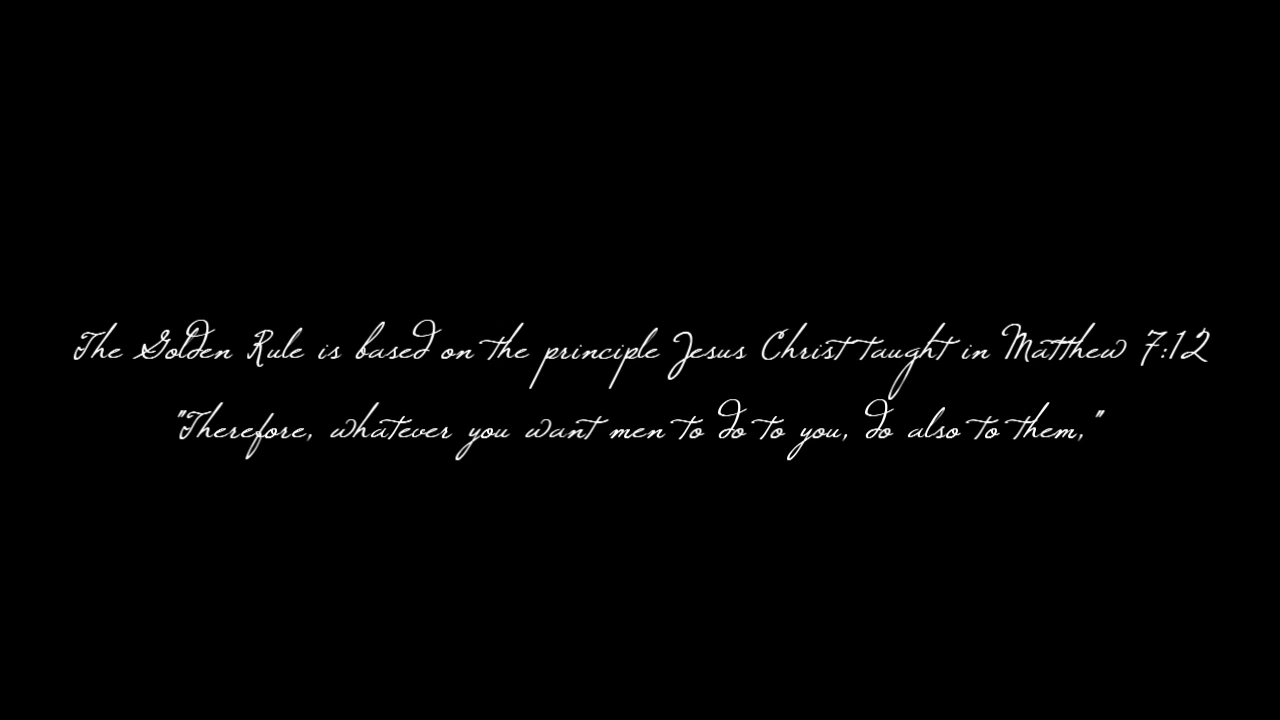 The Golden Rule is based on the principle Jesus Christ taught in Matthew 7:12
"Therefore, whatever you want men to do to you, do also to them,"